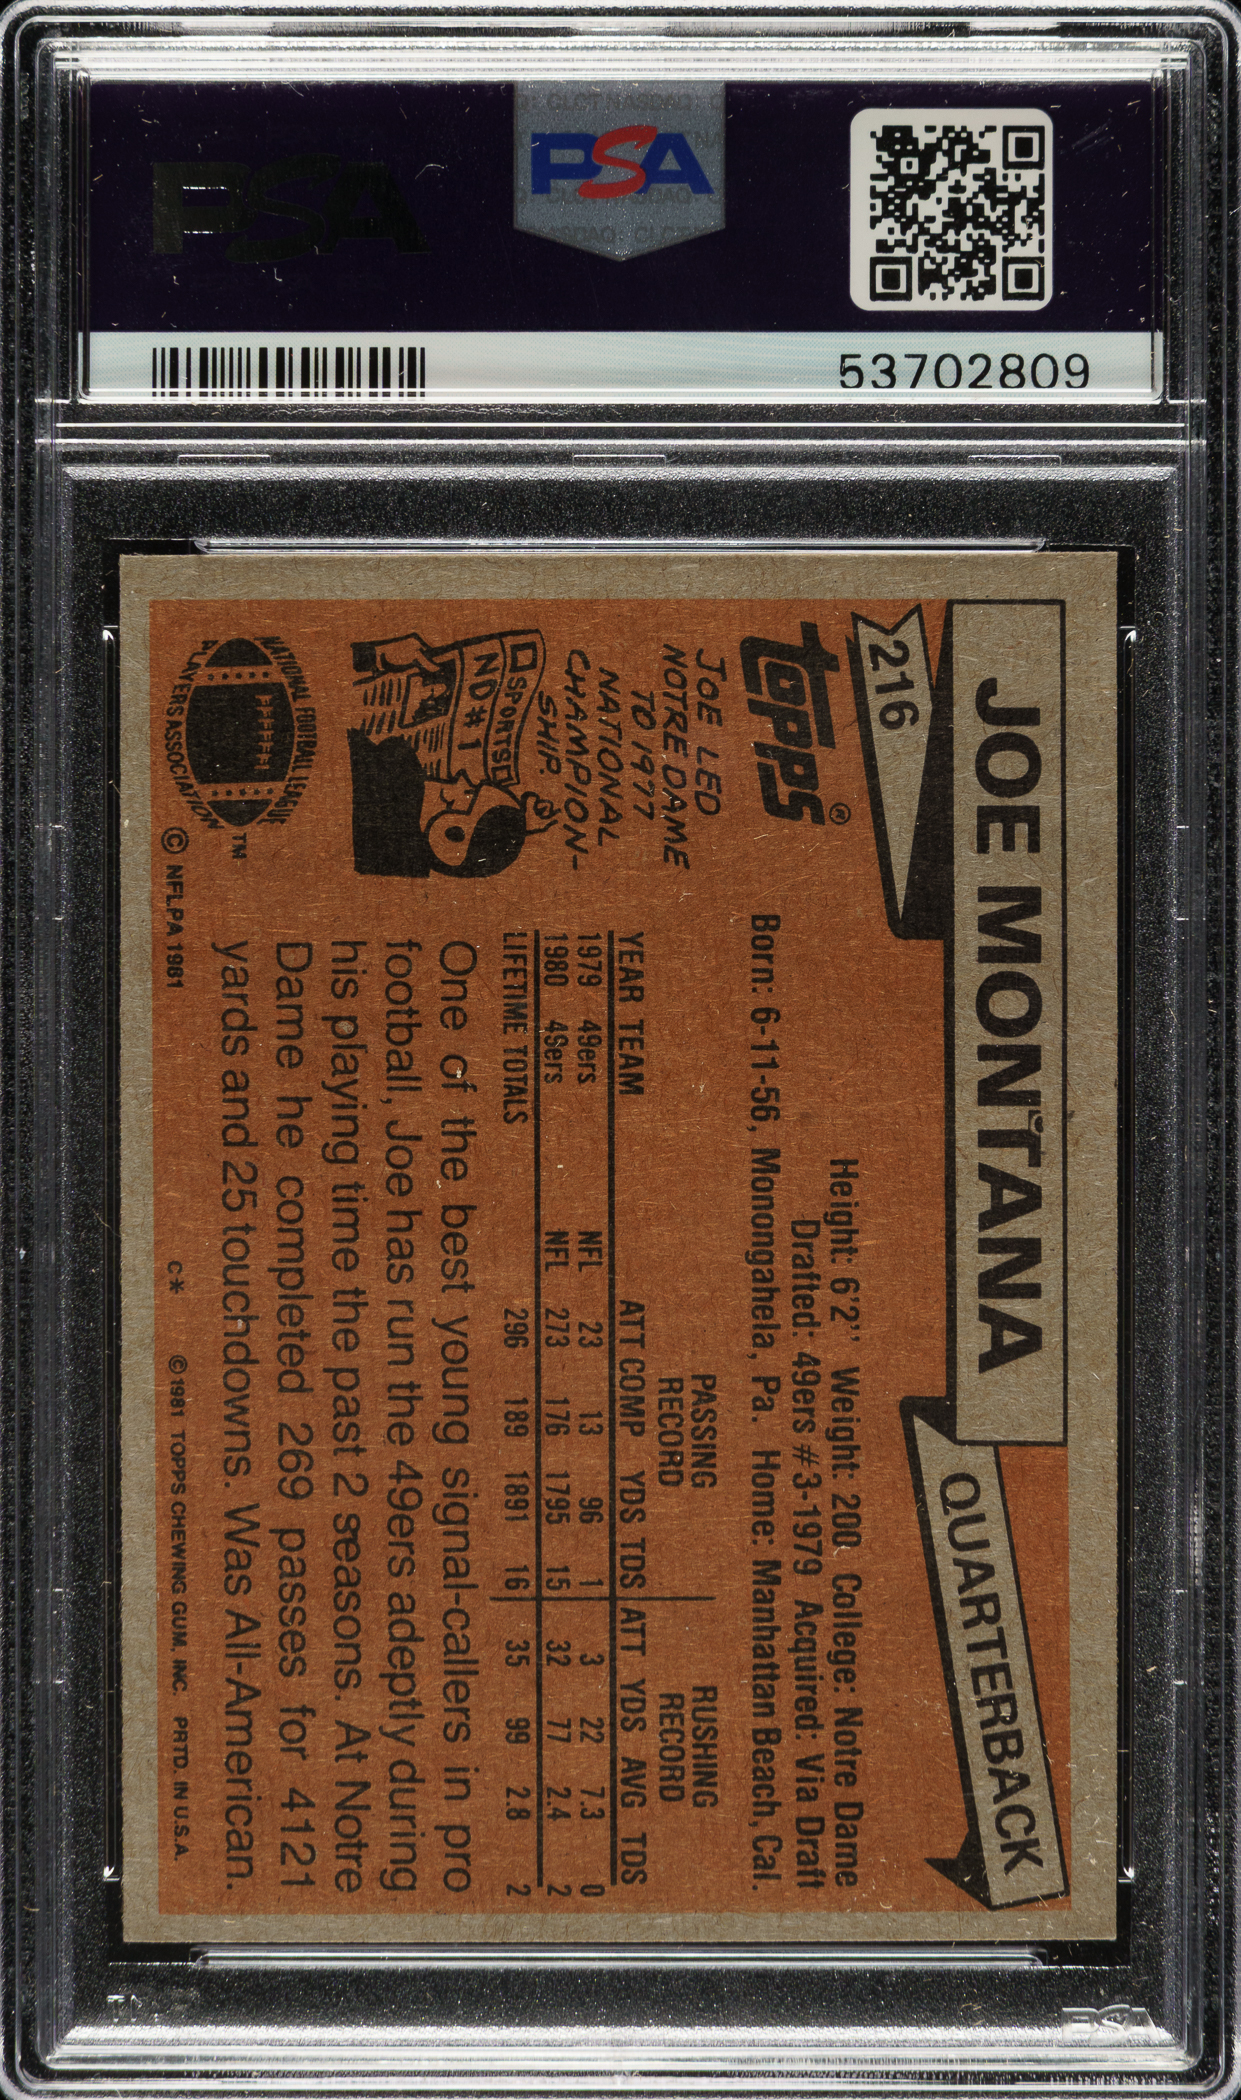 PSA
PSA
53702809
JOE MONTANA
QUARTERBACK
216
topps®
Height: 6'2" Weight: 200 College: Notre Dame
Drafted: 49ers #3-1979 Acquired: Via Draft
Born: 6-11-56, Monongahela, Pa. Home: Manhattan Beach, Cal.
JOE LED
NOTRE DAME
TO 1977
NATIONAL
CHAMPION-
SHIP.
SPORTS
ND#1
PASSING RUSHING
RECORD RECORD
YEAR TEAM ATT COMP YDS TDS ATT YDS AVG TDS
1979 49ers NFL 23 13 96 1 3 22 7.3 0
1980 49ers NFL 273 176 1795 15 32 77 2.4 2
LIFETIME TOTALS 296 189 1891 16 35 99 2.8 2
One of the best young signal-callers in pro
football, Joe has run the 49ers adeptly during
his playing time the past 2 seasons. At Notre
Dame he completed 269 passes for 4121
yards and 25 touchdowns. Was All-American.
NATIONAL FOOTBALL LEAGUE
PLAYERS ASSOCIATION
TM
© NFLPA 1981
C* © 1981 TOPPS CHEWING GUM, INC. PRTD. IN U.S.A.
PSA